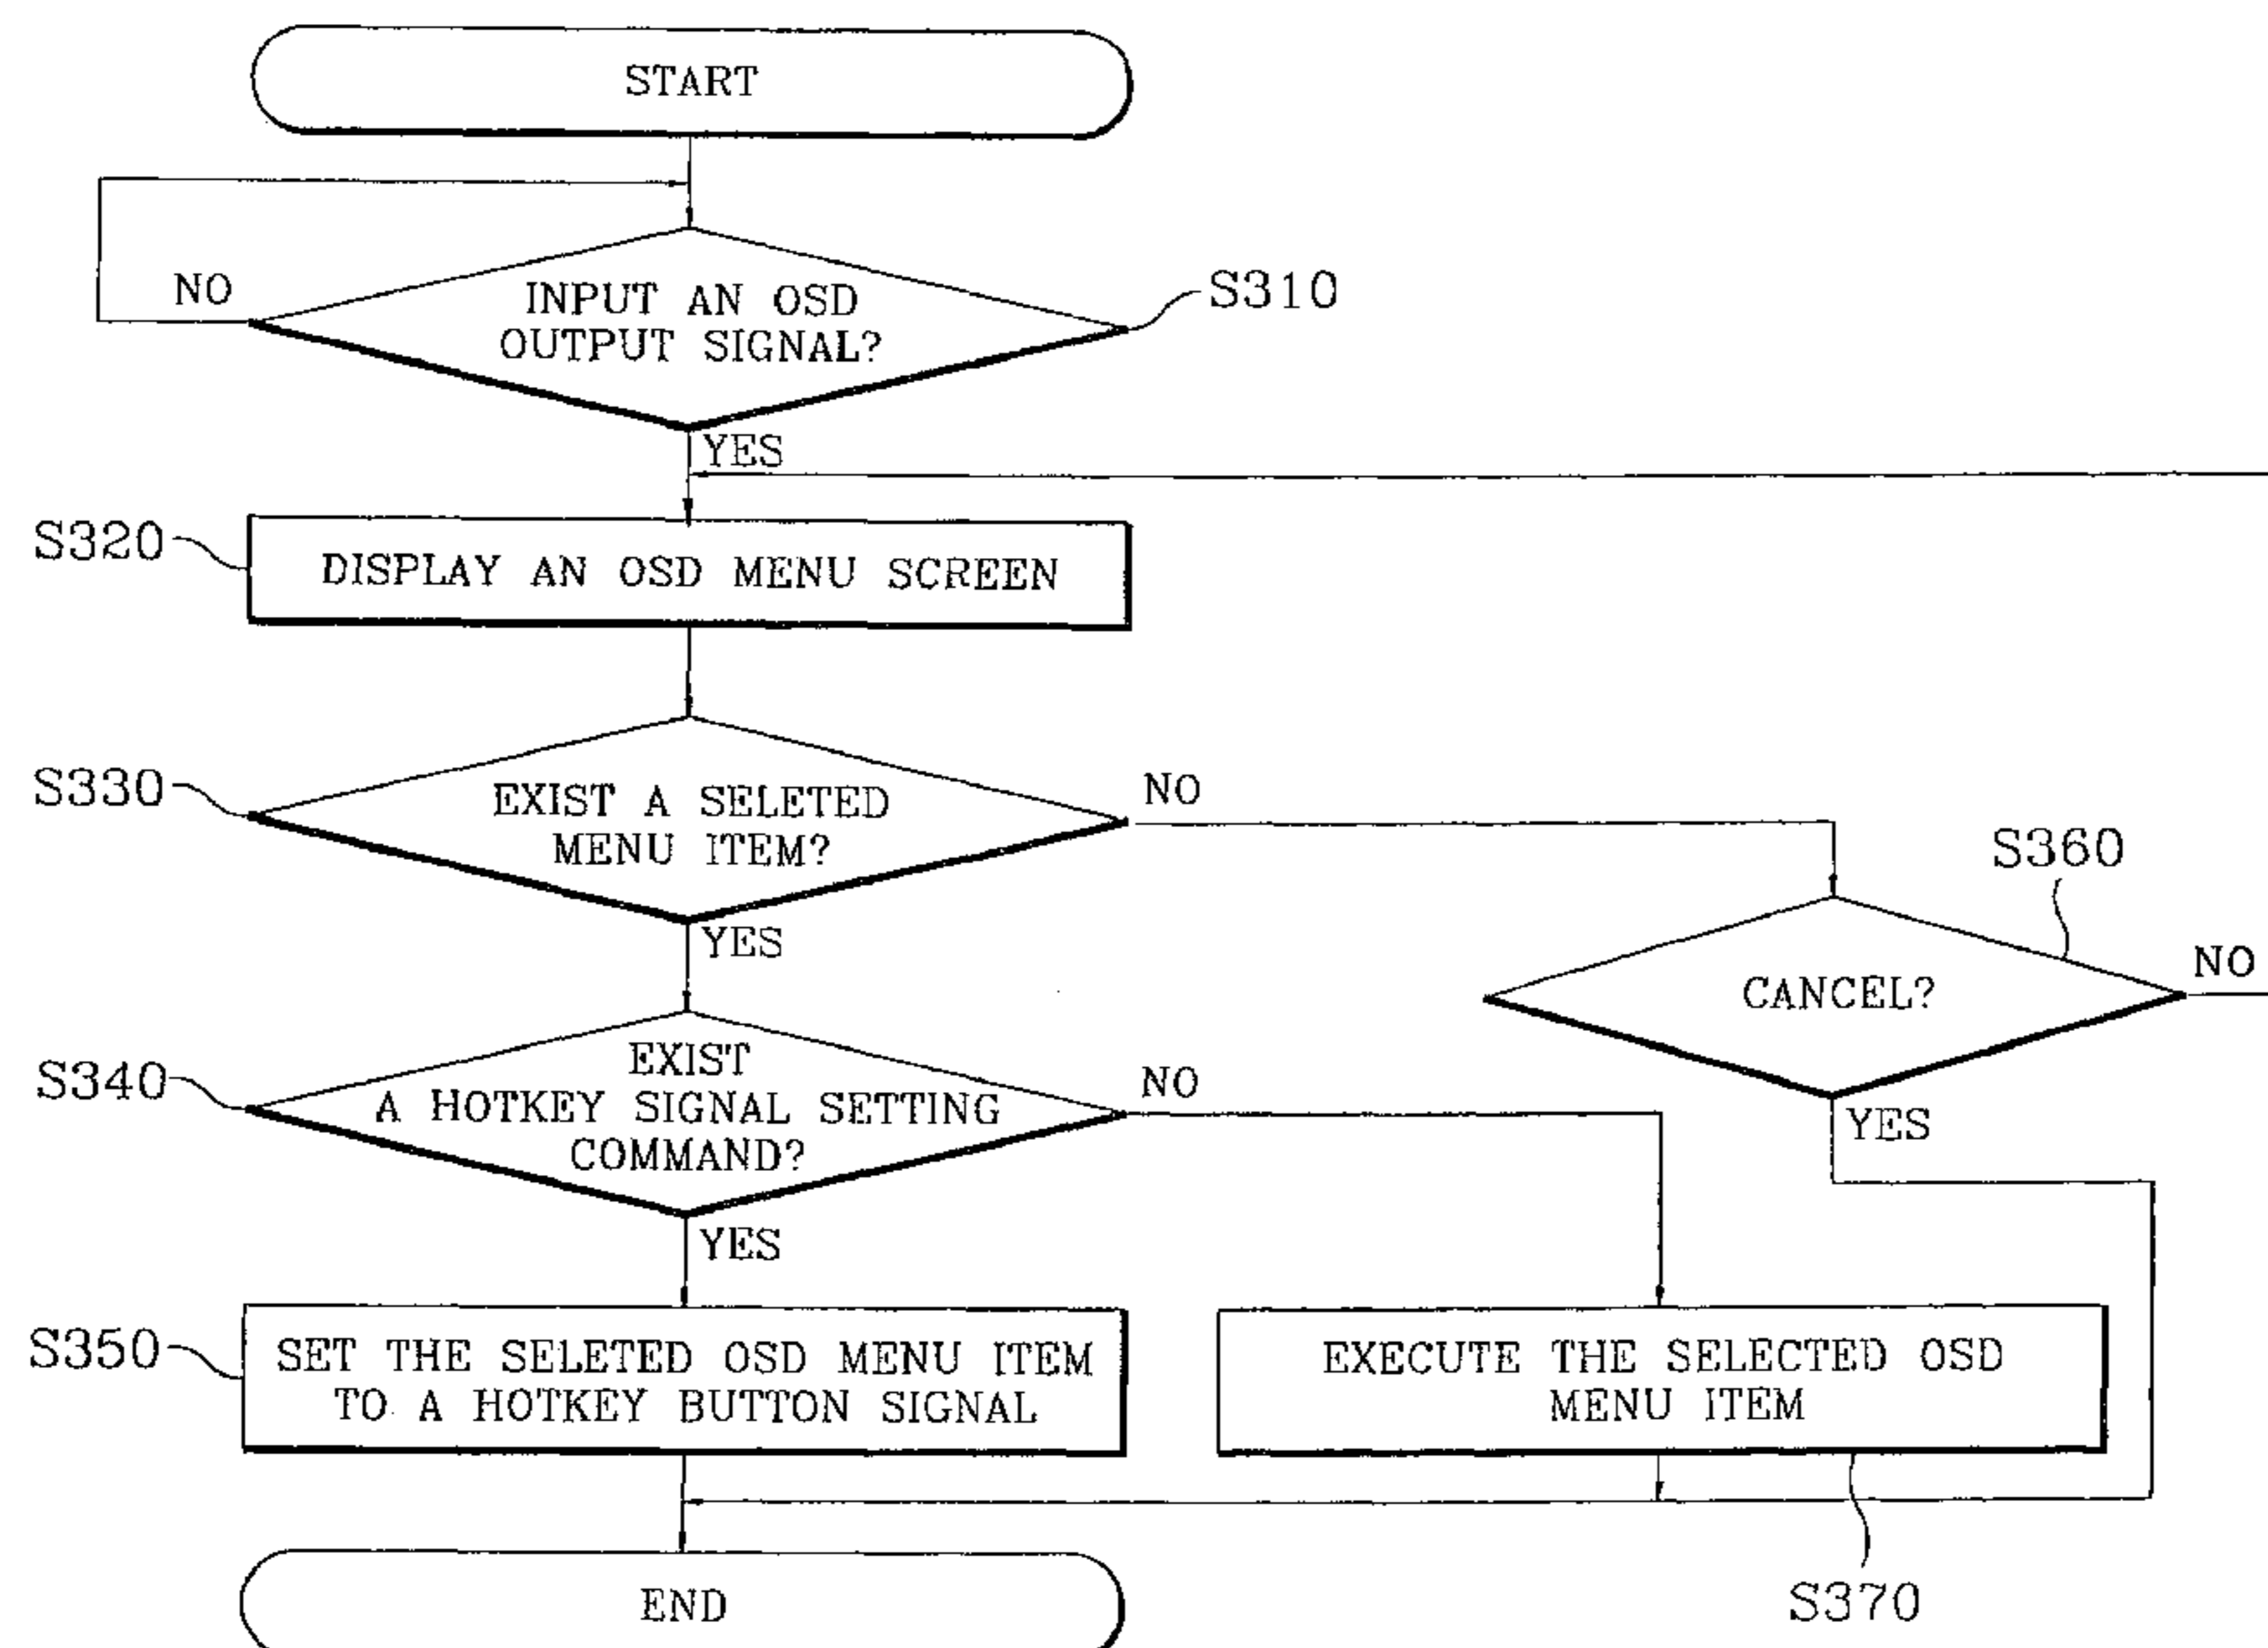 START
NO
INPUT AN OSD
OUTPUT SIGNAL?
S310
YES
S320
DISPLAY AN OSD MENU SCREEN
S330
EXIST A SELETED
MENU ITEM?
NO
YES
S360
CANCEL?
NO
YES
S340
EXIST
A HOTKEY SIGNAL SETTING
COMMAND?
NO
YES
S350
SET THE SELETED OSD MENU ITEM
TO A HOTKEY BUTTON SIGNAL
EXECUTE THE SELECTED OSD
MENU ITEM
S370
END